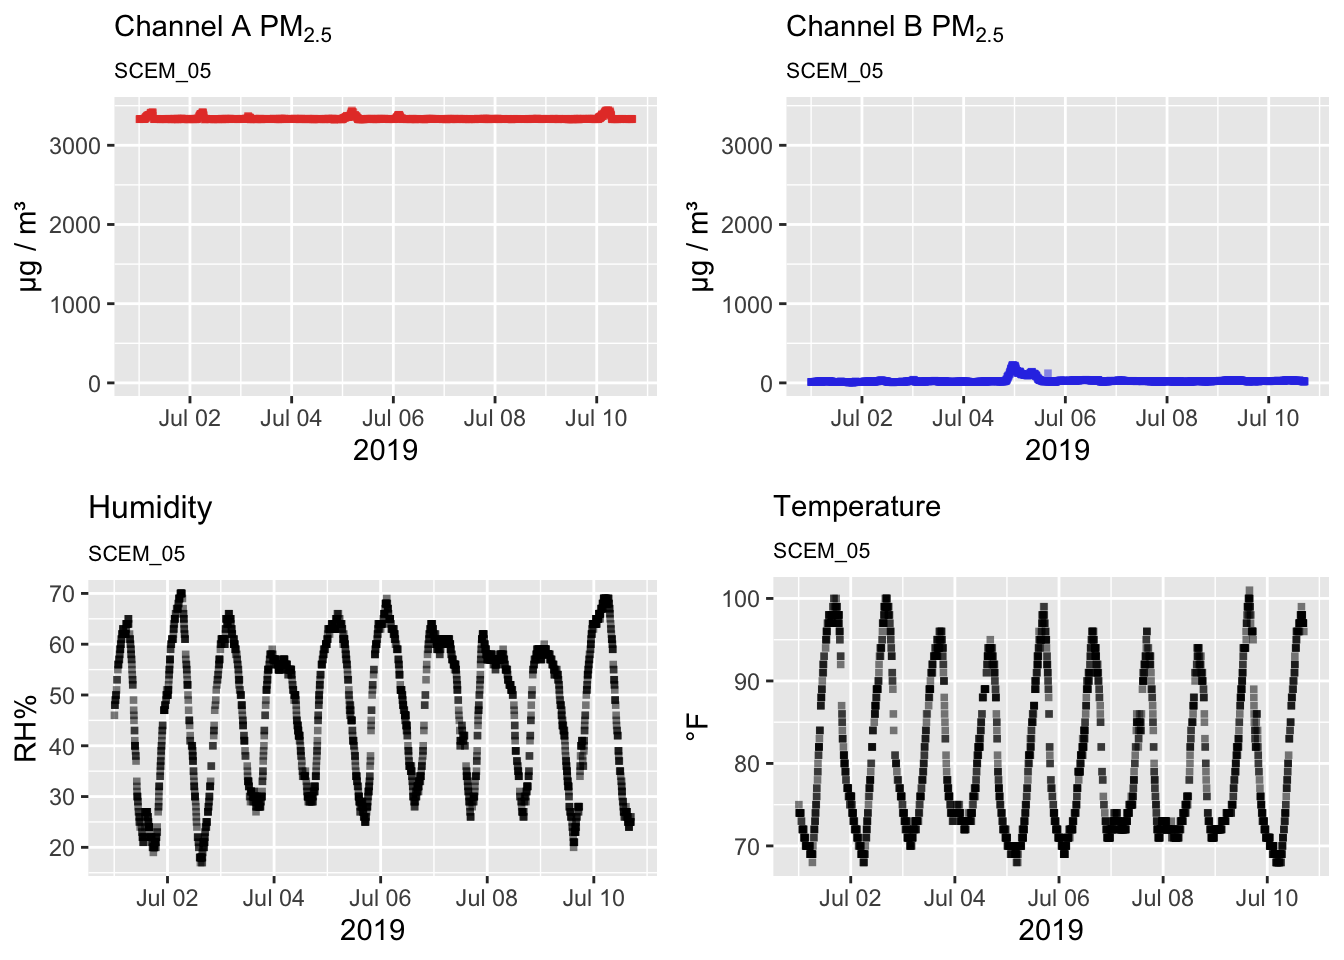 Channel A PM2.5
SCEM_05
3000
2000
1000
0
µg / m³
Jul 02 Jul 04 Jul 06 Jul 08 Jul 10
2019
Channel B PM2.5
SCEM_05
3000
2000
1000
0
µg / m³
Jul 02 Jul 04 Jul 06 Jul 08 Jul 10
2019
Humidity
SCEM_05
70
60
50
40
30
20
RH%
Jul 02 Jul 04 Jul 06 Jul 08 Jul 10
2019
Temperature
SCEM_05
100
90
80
70
°F
Jul 02 Jul 04 Jul 06 Jul 08 Jul 10
2019